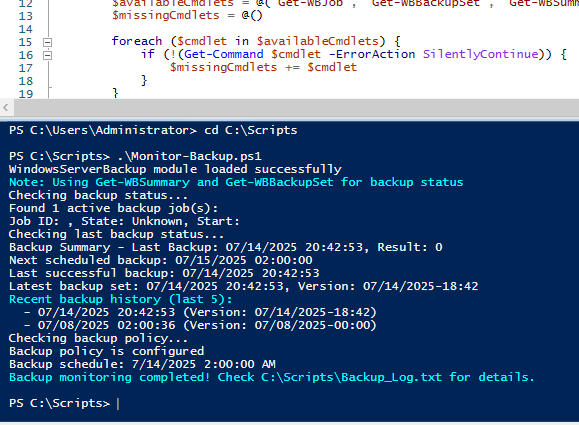 12 $availableCmdlets = @('Get-WBJob', 'Get-WBBackupSet', 'Get-WBSumm
13 $missingCmdlets = @()
14
15 foreach ($cmdlet in $availableCmdlets) {
16 if (!(Get-Command $cmdlet -ErrorAction SilentlyContinue)) {
17 $missingCmdlets += $cmdlet
18 }
19 }
PS C:\Users\Administrator> cd C:\Scripts
PS C:\Scripts> .\Monitor-Backup.ps1
WindowsServerBackup module loaded successfully
Note: Using Get-WBSummary and Get-WBBackupSet for backup status
Checking backup status...
Found 1 active backup job(s):
Job ID: , State: Unknown, Start:
Checking last backup status...
Backup Summary - Last Backup: 07/14/2025 20:42:53, Result: 0
Next scheduled backup: 07/15/2025 02:00:00
Last successful backup: 07/14/2025 20:42:53
Latest backup set: 07/14/2025 20:42:53, Version: 07/14/2025-18:42
Recent backup history (last 5):
- 07/14/2025 20:42:53 (Version: 07/14/2025-18:42)
- 07/08/2025 02:00:36 (Version: 07/08/2025-00:00)
Checking backup policy...
Backup policy is configured
Backup schedule: 7/14/2025 2:00:00 AM
Backup monitoring completed! Check C:\Scripts\Backup_Log.txt for details.
PS C:\Scripts>